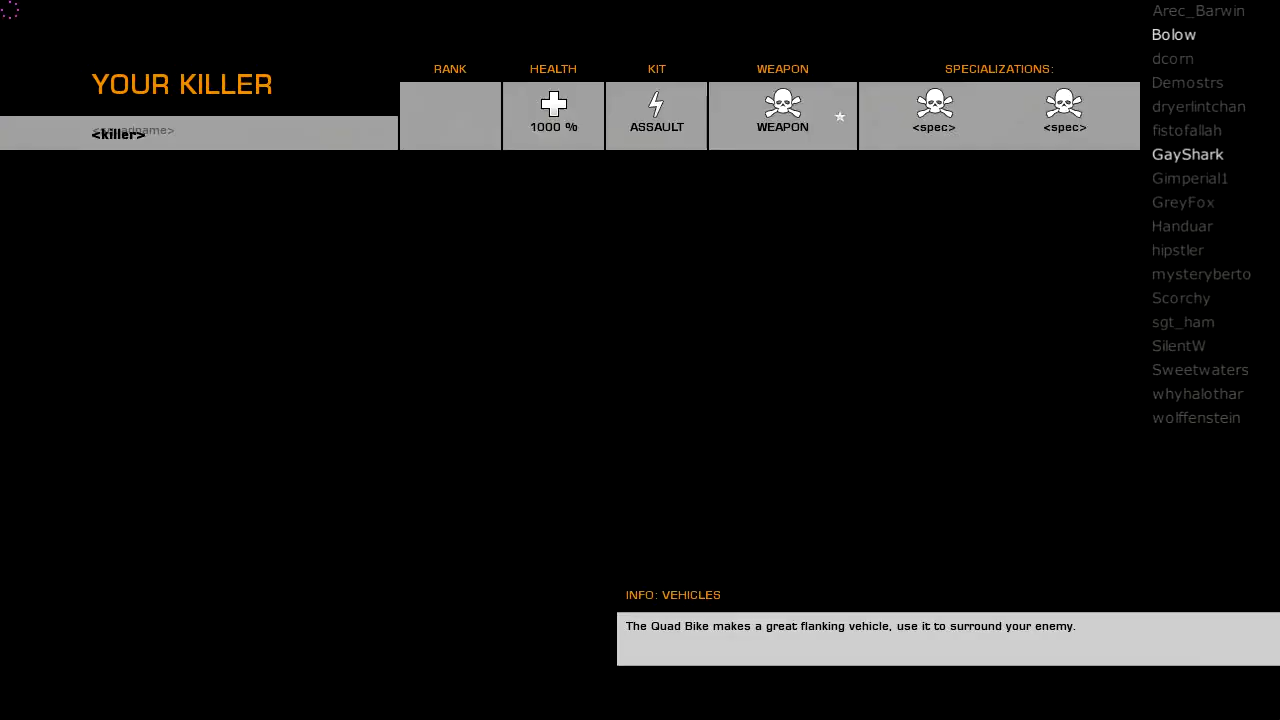 YOUR KILLER
<killer>
RANK
HEALTH
KIT
WEAPON
SPECIALIZATIONS:
1000 %
ASSAULT
WEAPON
<spec>
<spec>
Arec_Barwin
Bolow
dcorn
Demostrs
dryerlintchan
fistofallah
GayShark
Gimperial1
GreyFox
Handuar
hipstler
mysteryberto
Scorchy
sgt_ham
SilentW
Sweetwaters
whyhalothar
wolffenstein
INFO: VEHICLES
The Quad Bike makes a great flanking vehicle, use it to surround your enemy.